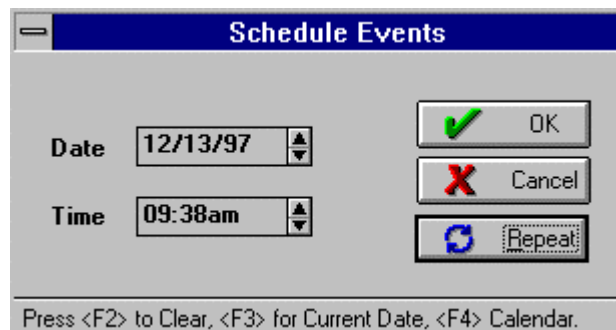 Schedule Events
Date 12/13/97
Time 09:38am
OK
Cancel
Repeat
Press <F2> to Clear, <F3> for Current Date, <F4> Calendar.